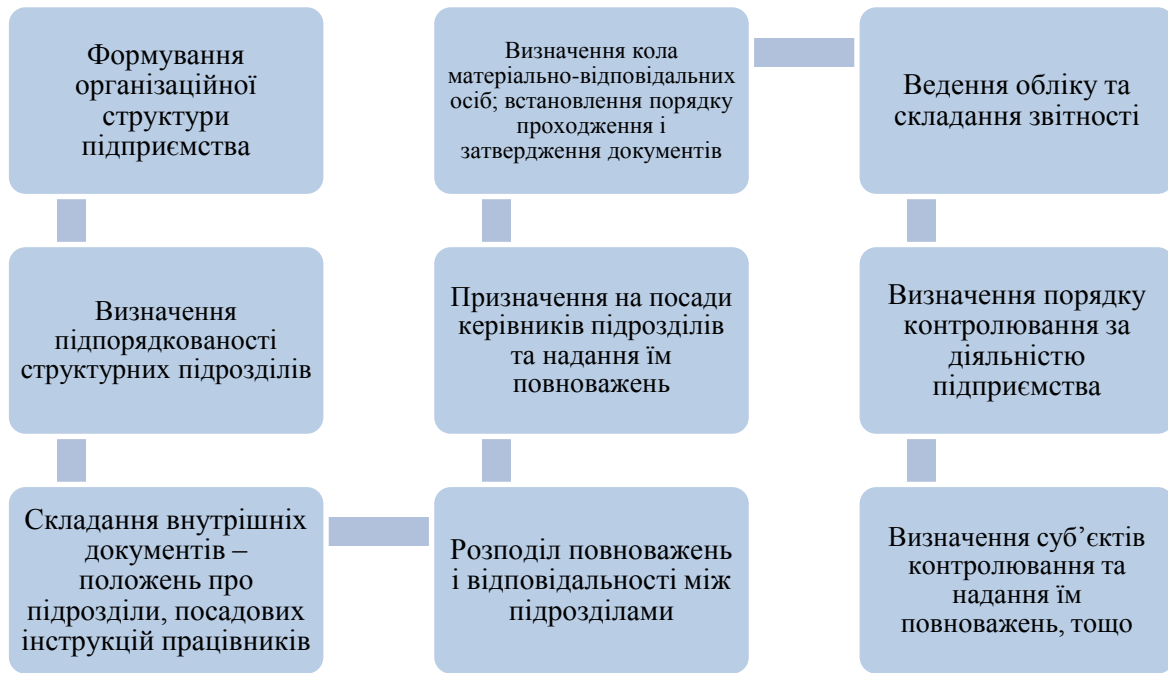 Формування
організаційної
структури
підприємства
Визначення
підпорядкованості
структурних підрозділів
Складання внутрішніх
документів –
положень про
підрозділи, посадових
інструкцій працівників
Розподіл повноважень
і відповідальності між
підрозділами
Призначення на посади
керівників підрозділів
та надання їм
повноважень
Визначення кола
матеріально-відповідальних
осіб; встановлення порядку
проходження і
затвердження документів
Ведення обліку та
складання звітності
Визначення порядку
контролювання за
діяльністю
підприємства
Визначення суб’єктів
контролювання та
надання їм
повноважень, тощо